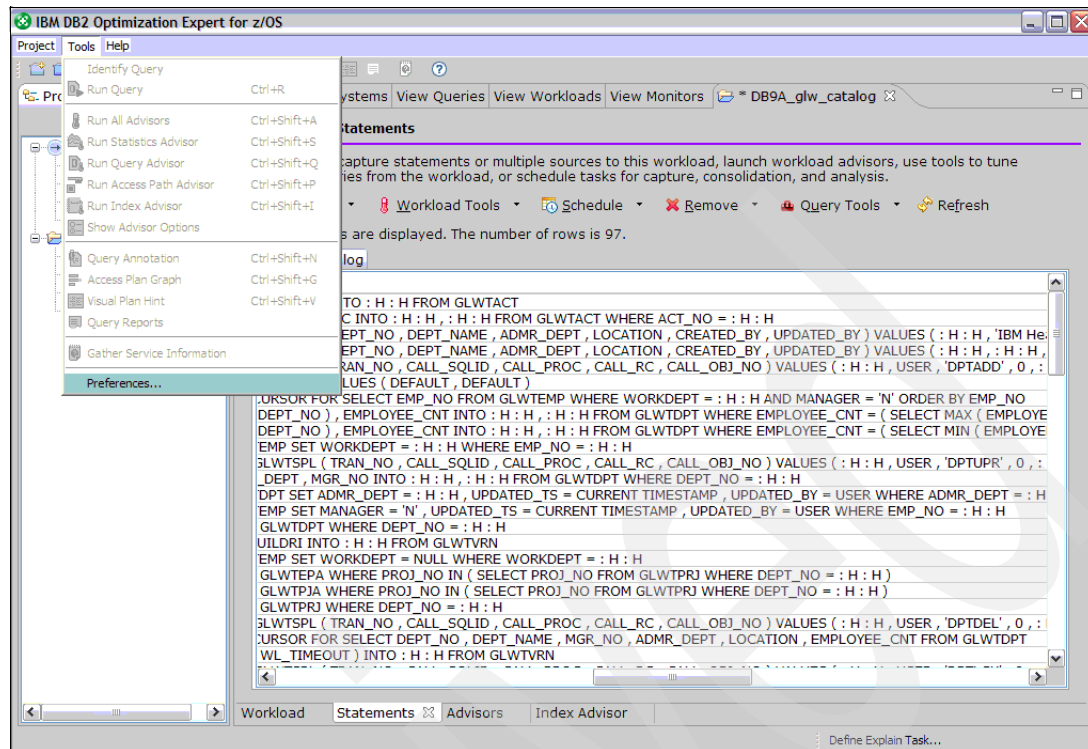 IBM DB2 Optimization Expert for z/OS
Project Tools Help
Identify Query
Run Query Ctrl+R
Run All Advisors Ctrl+Shift+A
Run Statistics Advisor Ctrl+Shift+S
Run Query Advisor Ctrl+Shift+Q
Run Access Path Advisor Ctrl+Shift+P
Run Index Advisor Ctrl+Shift+I
Show Advisor Options
Query Annotation Ctrl+Shift+N
Access Plan Graph Ctrl+Shift+G
Visual Plan Hint Ctrl+Shift+V
Query Reports
Gather Service Information
Preferences...
Pro ystems View Queries View Workloads View Monitors * DB9A_glw_catalog
Statements
capture statements or multiple sources to this workload, launch workload advisors, use tools to tune
ries from the workload, or schedule tasks for capture, consolidation, and analysis.
Workload Tools Schedule Remove Query Tools Refresh
s are displayed. The number of rows is 97.
log
TO : H : H FROM GLWTACT
C INTO : H : H , : H : H FROM GLWTACT WHERE ACT_NO = : H : H
EPT_NO , DEPT_NAME , ADMR_DEPT , LOCATION , CREATED_BY , UPDATED_BY ) VALUES ( : H : H , 'IBM He
EPT_NO , DEPT_NAME , ADMR_DEPT , LOCATION , CREATED_BY , UPDATED_BY ) VALUES ( : H : H , : H : H ,
RAN_NO , CALL_SQLID , CALL_PROC , CALL_RC , CALL_OBJ_NO ) VALUES ( : H : H , USER , 'DPTADD' , 0 , :
LUES ( DEFAULT , DEFAULT )
CURSOR FOR SELECT EMP_NO FROM GLWTEMP WHERE WORKDEPT = : H : H AND MANAGER = 'N' ORDER BY EMP_NO
DEPT_NO ) , EMPLOYEE_CNT INTO : H : H , : H : H FROM GLWTDPT WHERE EMPLOYEE_CNT = ( SELECT MAX ( EMPLOYE
DEPT_NO ) , EMPLOYEE_CNT INTO : H : H , : H : H FROM GLWTDPT WHERE EMPLOYEE_CNT = ( SELECT MIN ( EMPLOYE
EMP SET WORKDEPT = : H : H WHERE EMP_NO = : H : H
GLWTSPL ( TRAN_NO , CALL_SQLID , CALL_PROC , CALL_RC , CALL_OBJ_NO ) VALUES ( : H : H , USER , 'DPTUPR' , 0 , :
_DEPT , MGR_NO INTO : H : H , : H : H FROM GLWTDPT WHERE DEPT_NO = : H : H
DPT SET ADMR_DEPT = : H : H , UPDATED_TS = CURRENT TIMESTAMP , UPDATED_BY = USER WHERE ADMR_DEPT = : H
EMP SET MANAGER = 'N' , UPDATED_TS = CURRENT TIMESTAMP , UPDATED_BY = USER WHERE EMP_NO = : H : H
GLWTDPT WHERE DEPT_NO = : H : H
UILDRI INTO : H : H FROM GLWTVRN
EMP SET WORKDEPT = NULL WHERE WORKDEPT = : H : H
GLWTEPA WHERE PROJ_NO IN ( SELECT PROJ_NO FROM GLWTPRJ WHERE DEPT_NO = : H : H )
GLWTPJA WHERE PROJ_NO IN ( SELECT PROJ_NO FROM GLWTPRJ WHERE DEPT_NO = : H : H )
GLWTPRJ WHERE DEPT_NO = : H : H
GLWTSPL ( TRAN_NO , CALL_SQLID , CALL_PROC , CALL_RC , CALL_OBJ_NO ) VALUES ( : H : H , USER , 'DPTDEL' , 0 , :
CURSOR FOR SELECT DEPT_NO , DEPT_NAME , MGR_NO , ADMR_DEPT , LOCATION , EMPLOYEE_CNT FROM GLWTDPT
WL_TIMEOUT ) INTO : H : H FROM GLWTVRN
Workload Statements Advisors Index Advisor
Define Explain Task...